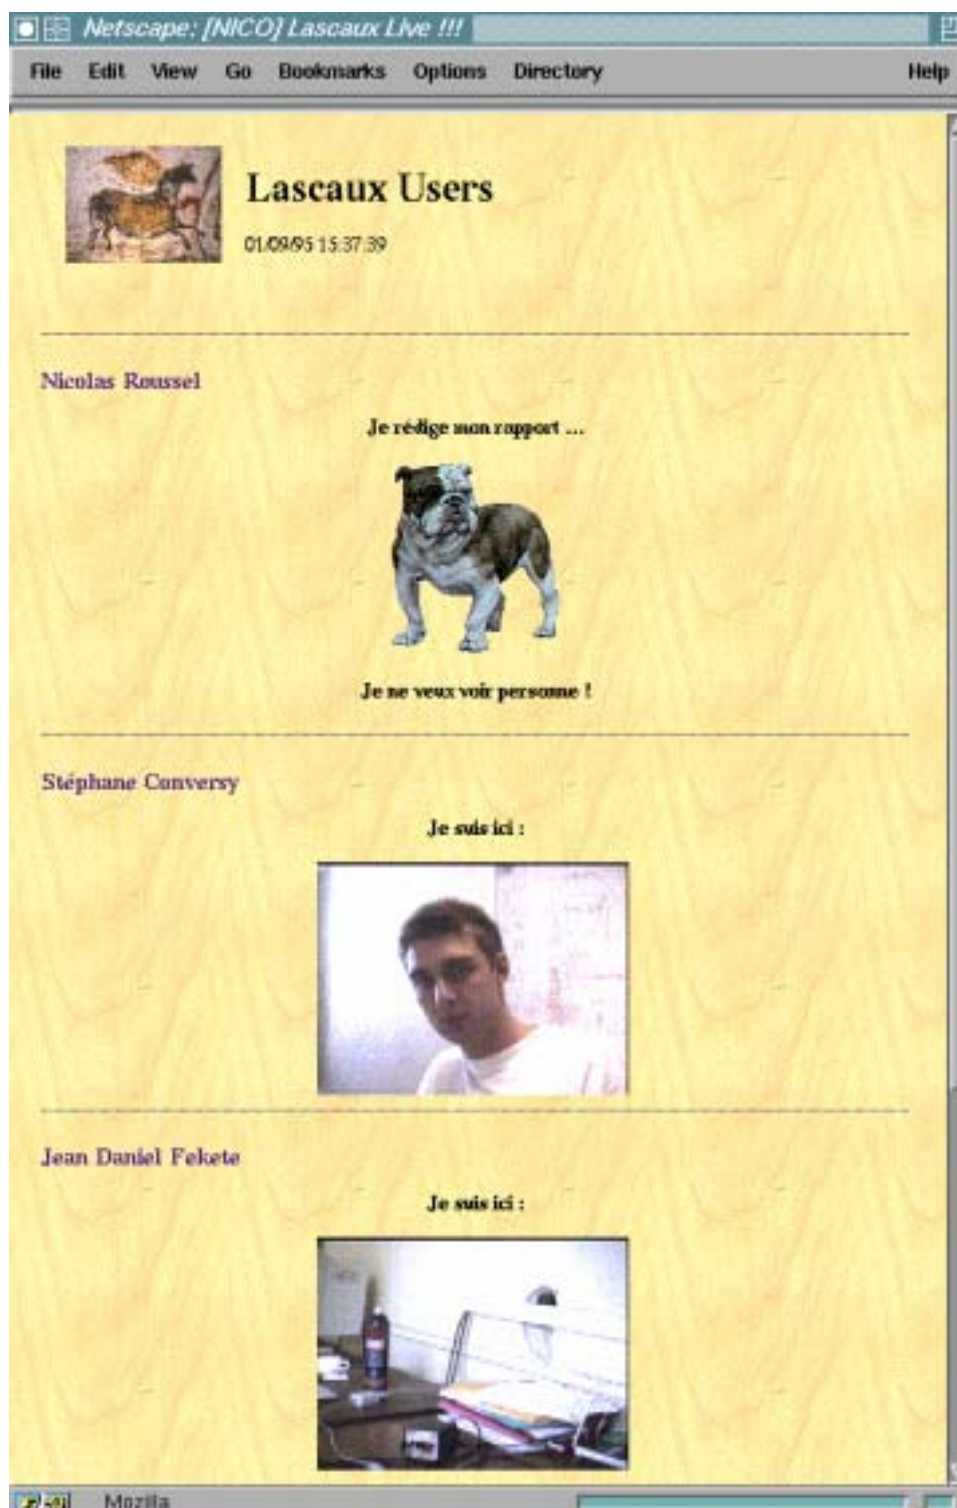 Netscape: [NICO] Lascaux Live !!!
File Edit View Go Bookmarks Options Directory Help
Lascaux Users
01/09/95 15:37:39
Nicolas Roussel
Je rédige mon rapport ...
Je ne veux voir personne !
Stéphane Conversy
Je suis ici :
Jean Daniel Fekete
Je suis ici :
Mozilla